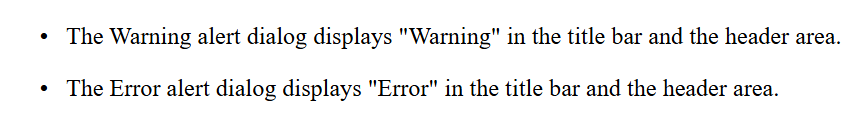 • The Warning alert dialog displays "Warning" in the title bar and the header area.
• The Error alert dialog displays "Error" in the title bar and the header area.